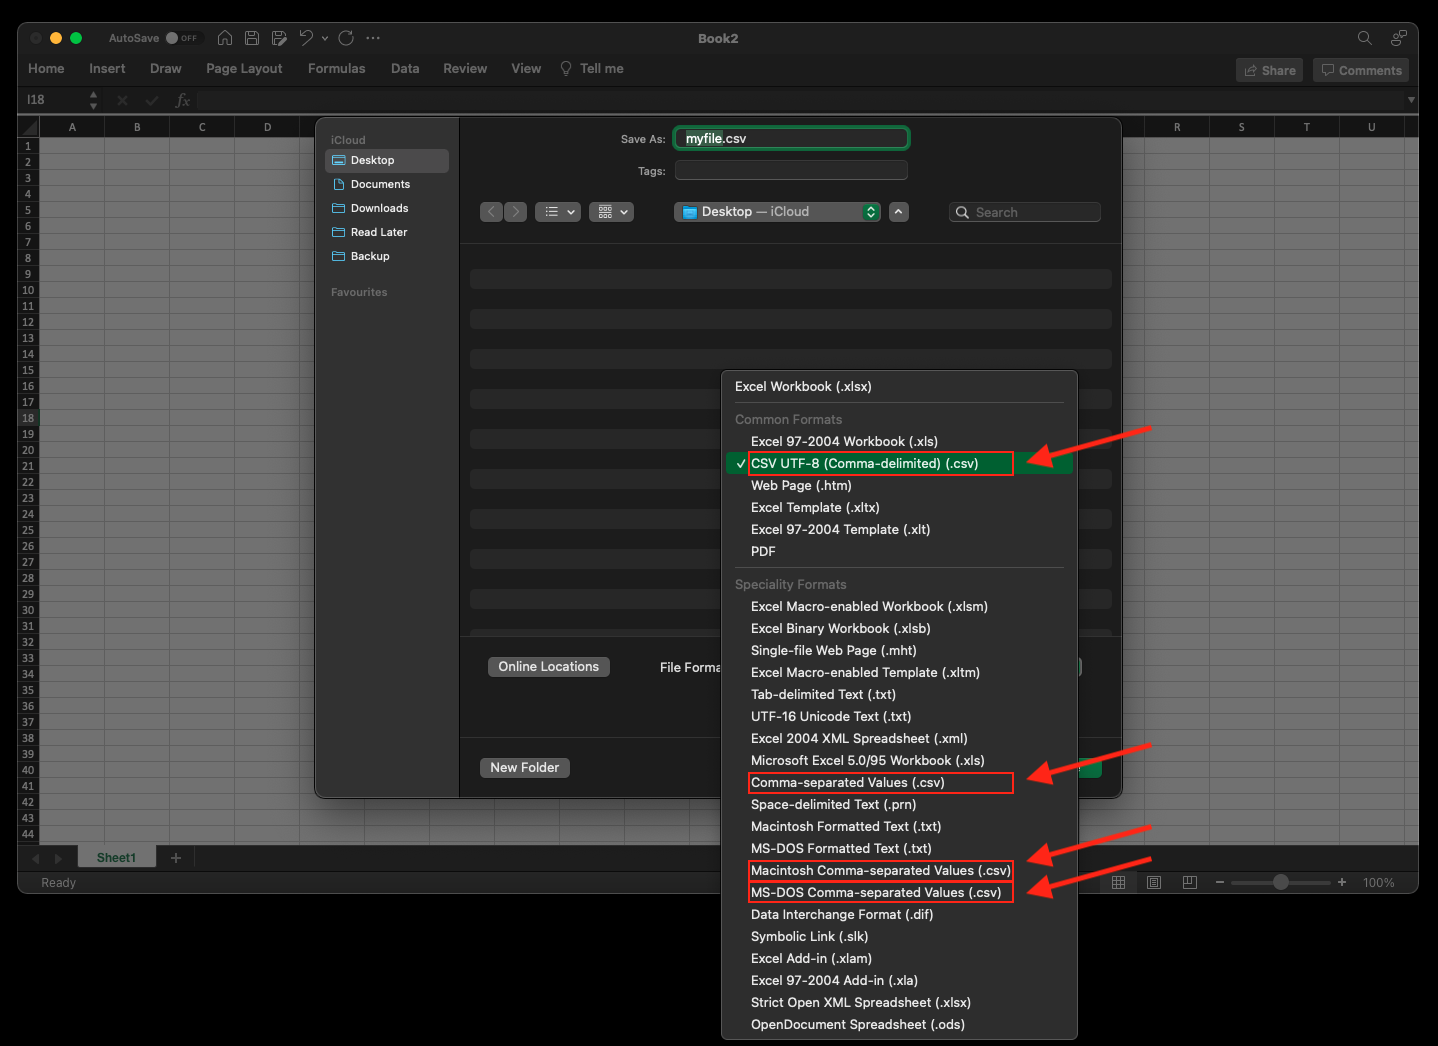 AutoSave OFF
Book2
Home Insert Draw Page Layout Formulas Data Review View Tell me
Share Comments
I18 fx
A B C D R S T U
1
2
3
4
5
6
7
8
9
10
11
12
13
14
15
16
17
18
19
20
21
22
23
24
25
26
27
28
29
30
31
32
33
34
35
36
37
38
39
40
41
42
43
44
iCloud
Desktop
Documents
Downloads
Read Later
Backup
Favourites
Save As: myfile.csv
Tags:
Desktop — iCloud
Search
Online Locations
File Forma
New Folder
Excel Workbook (.xlsx)
Common Formats
Excel 97-2004 Workbook (.xls)
✓ CSV UTF-8 (Comma-delimited) (.csv)
Web Page (.htm)
Excel Template (.xltx)
Excel 97-2004 Template (.xlt)
PDF
Speciality Formats
Excel Macro-enabled Workbook (.xlsm)
Excel Binary Workbook (.xlsb)
Single-file Web Page (.mht)
Excel Macro-enabled Template (.xltm)
Tab-delimited Text (.txt)
UTF-16 Unicode Text (.txt)
Excel 2004 XML Spreadsheet (.xml)
Microsoft Excel 5.0/95 Workbook (.xls)
Comma-separated Values (.csv)
Space-delimited Text (.prn)
Macintosh Formatted Text (.txt)
MS-DOS Formatted Text (.txt)
Macintosh Comma-separated Values (.csv)
MS-DOS Comma-separated Values (.csv)
Data Interchange Format (.dif)
Symbolic Link (.slk)
Excel Add-in (.xlam)
Excel 97-2004 Add-in (.xla)
Strict Open XML Spreadsheet (.xlsx)
OpenDocument Spreadsheet (.ods)
Sheet1 +
Ready
− + 100%